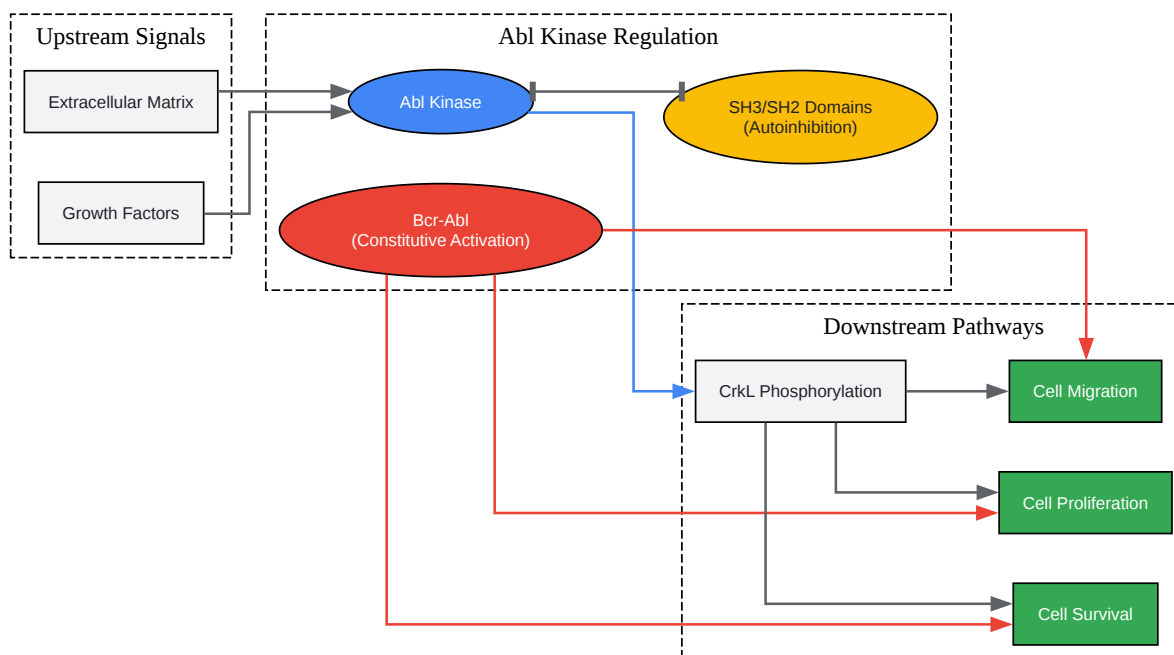 Upstream Signals
Extracellular Matrix
Growth Factors
Abl Kinase Regulation
Abl Kinase
SH3/SH2 Domains
(Autoinhibition)
Bcr-Abl
(Constitutive Activation)
Downstream Pathways
CrkL Phosphorylation
Cell Migration
Cell Proliferation
Cell Survival